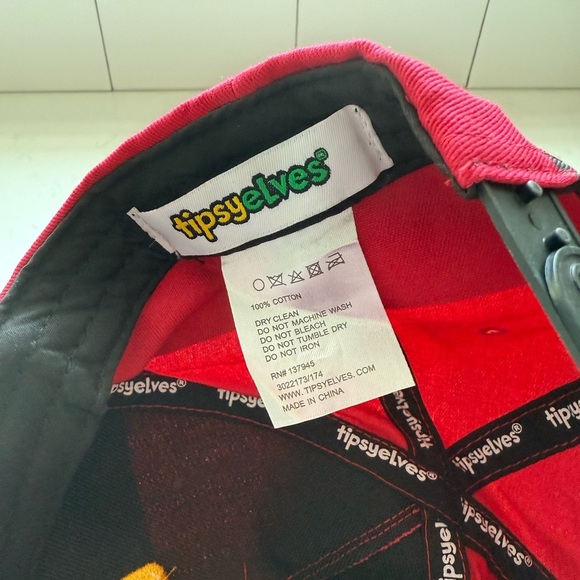 tipsyelves®
100% COTTON
DRY CLEAN
DO NOT MACHINE WASH
DO NOT BLEACH
DO NOT TUMBLE DRY
DO NOT IRON
RN# 137945
3022173/174
WWW.TIPSYELVES.COM
MADE IN CHINA
tipsyelves®
tipsyelves®
tipsyelves®
tipsyelves®
tipsyelves®